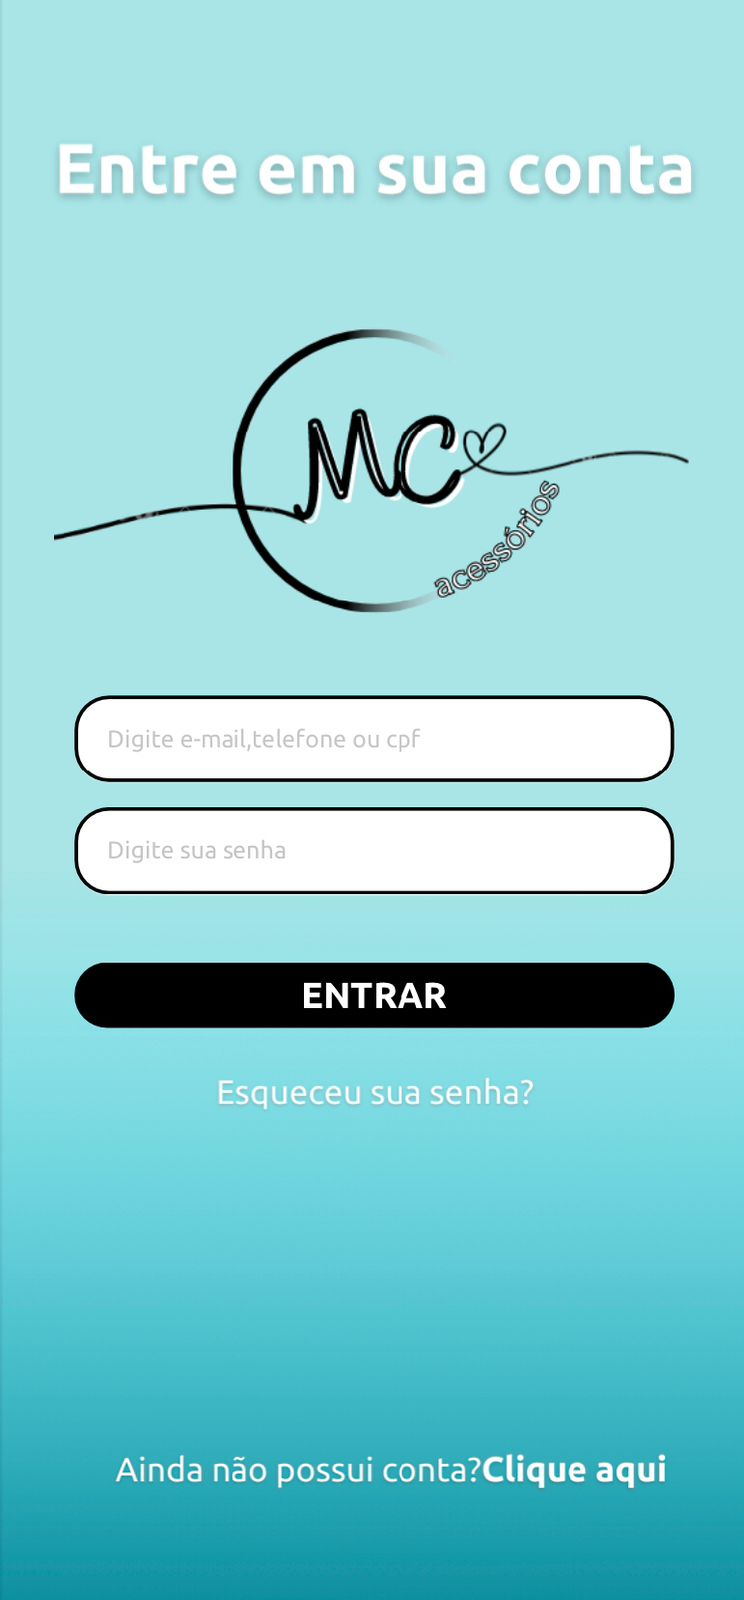 Entre em sua conta
MC
acessórios
Digite e-mail,telefone ou cpf
Digite sua senha
ENTRAR
Esqueceu sua senha?
Ainda não possui conta?Clique aqui